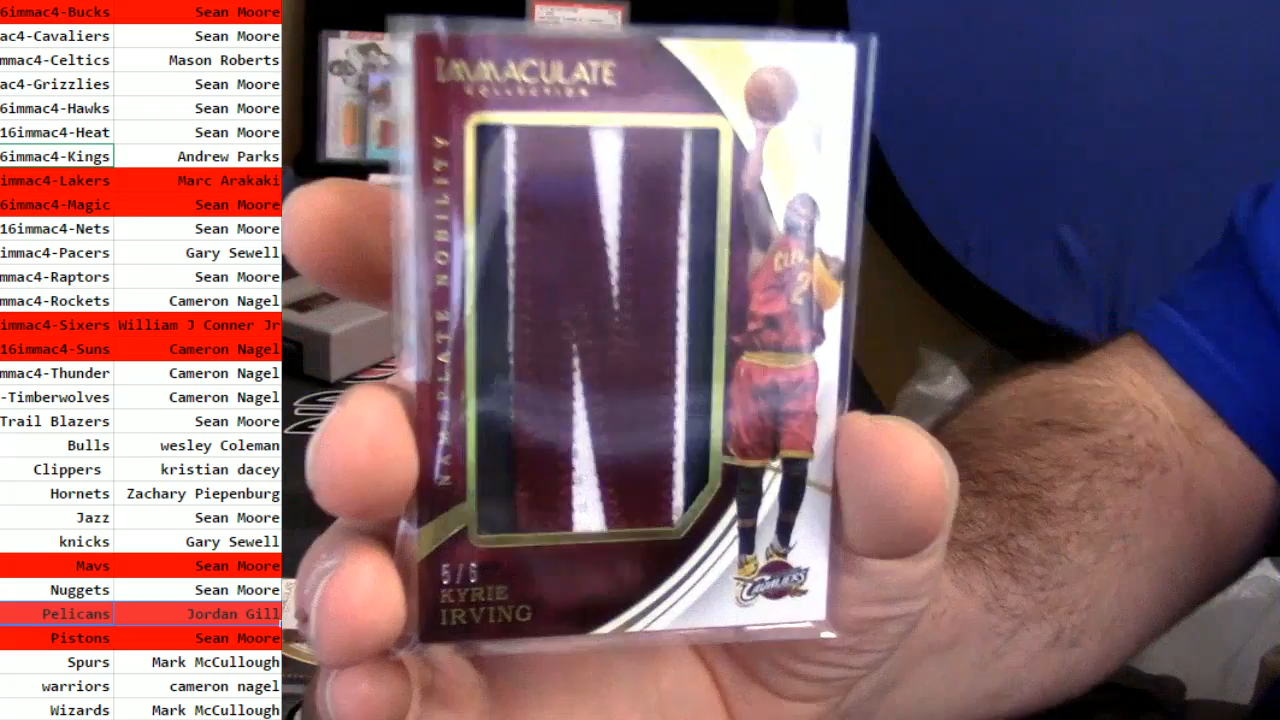 6immac4-Bucks Sean Moore
ac4-Cavaliers Sean Moore
mmac4-Celtics Mason Roberts
ac4-Grizzlies Sean Moore
6immac4-Hawks Sean Moore
16immac4-Heat Sean Moore
6immac4-Kings Andrew Parks
immac4-Lakers Marc Arakaki
6immac4-Magic Sean Moore
16immac4-Nets Sean Moore
immac4-Pacers Gary Sewell
mmac4-Raptors Sean Moore
mmac4-Rockets Cameron Nagel
immac4-Sixers William J Conner Jr
16immac4-Suns Cameron Nagel
mmac4-Thunder Cameron Nagel
-Timberwolves Cameron Nagel
Trail Blazers Sean Moore
Bulls wesley Coleman
Clippers kristian dacey
Hornets Zachary Piepenburg
Jazz Sean Moore
knicks Gary Sewell
Mavs Sean Moore
Nuggets Sean Moore
Pelicans Jordan Gill
Pistons Sean Moore
Spurs Mark McCullough
warriors cameron nagel
Wizards Mark McCullough
IMMACULATE
COLLECTION
NAMEPLATE NOBILITY
N
CLEV
2
CAVALIERS
KYRIE
IRVING